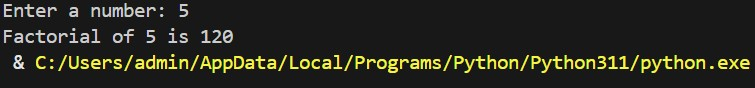 Enter a number: 5
Factorial of 5 is 120
& C:/Users/admin/AppData/Local/Programs/Python/Python311/python.exe